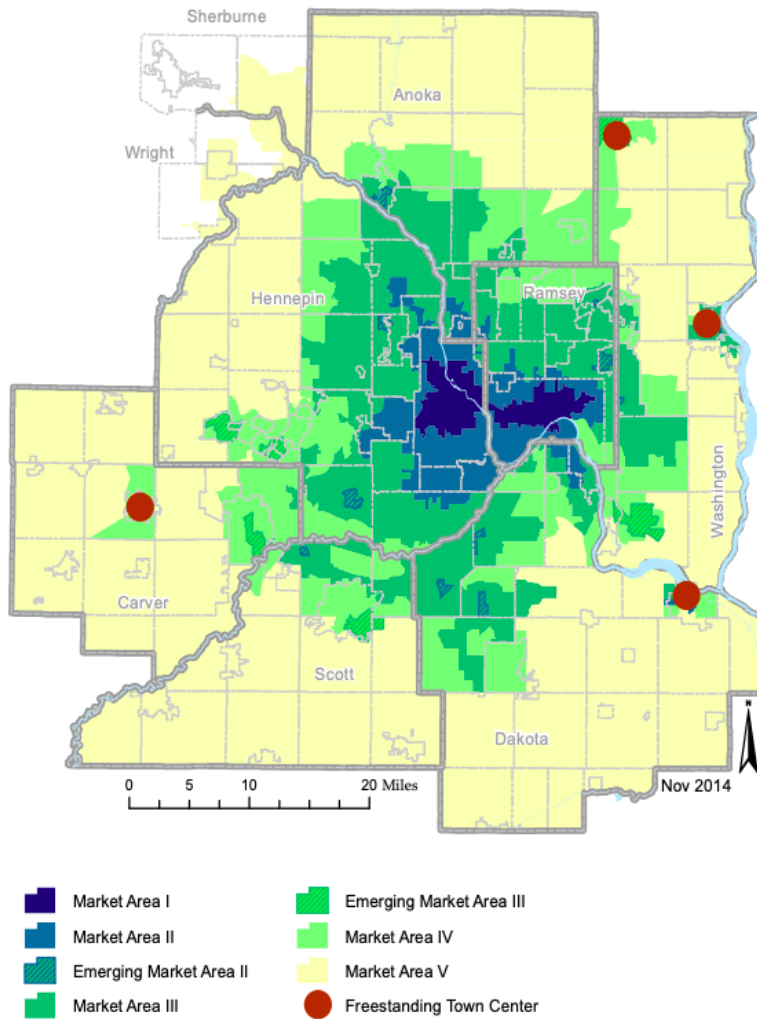 Sherburne
Anoka
Wright
Hennepin
Ramsey
Washington
Carver
Scott
Dakota
N
Nov 2014
0 5 10 20 Miles
Market Area I
Market Area II
Emerging Market Area II
Market Area III
Emerging Market Area III
Market Area IV
Market Area V
Freestanding Town Center